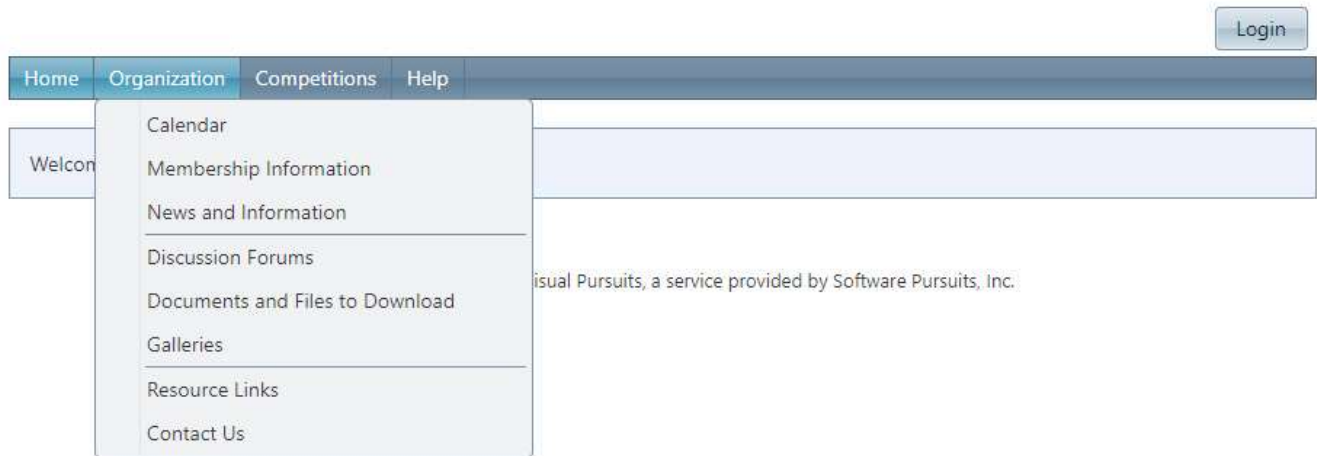 Login
Home Organization Competitions Help
Calendar
Membership Information
News and Information
Discussion Forums
Documents and Files to Download
Galleries
Resource Links
Contact Us
Welcom
isual Pursuits, a service provided by Software Pursuits, Inc.